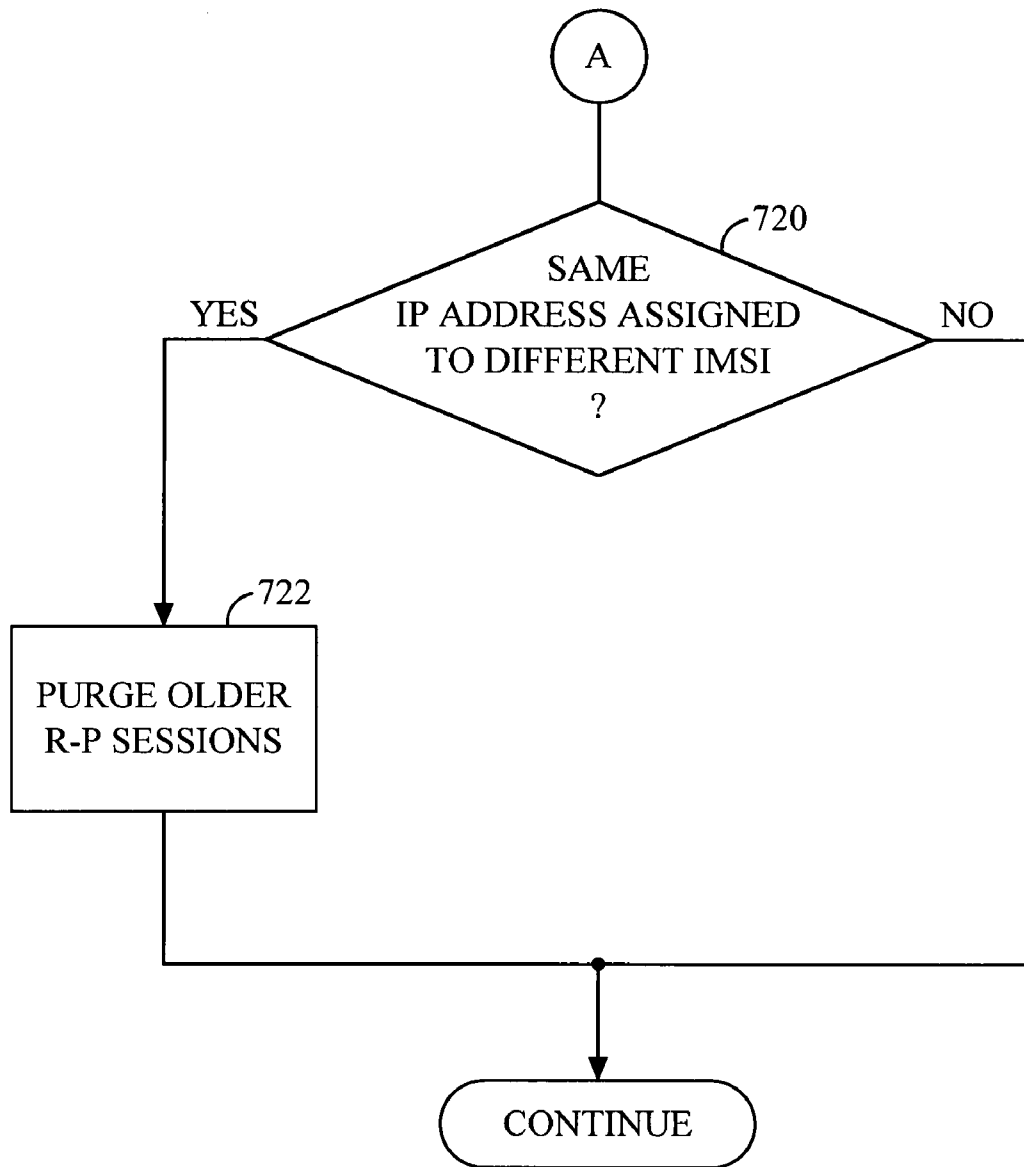 A
720
SAME
IP ADDRESS ASSIGNED
TO DIFFERENT IMSI
?
YES
NO
722
PURGE OLDER
R-P SESSIONS
CONTINUE